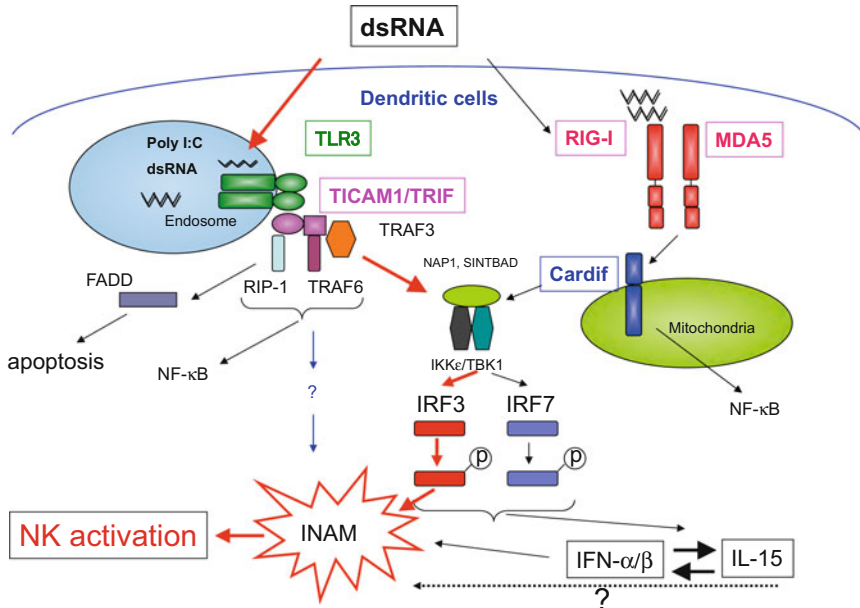 dsRNA
Dendritic cells
Poly I:C
dsRNA
Endosome
TLR3
TICAM1/TRIF
RIG-I
MDA5
TRAF3
NAP1, SINTBAD
Cardif
FADD
RIP-1
TRAF6
Mitochondria
apoptosis
NF-κB
IKKε/TBK1
?
NF-κB
IRF3
IRF7
p
p
NK activation
INAM
IFN-α/β
IL-15
?